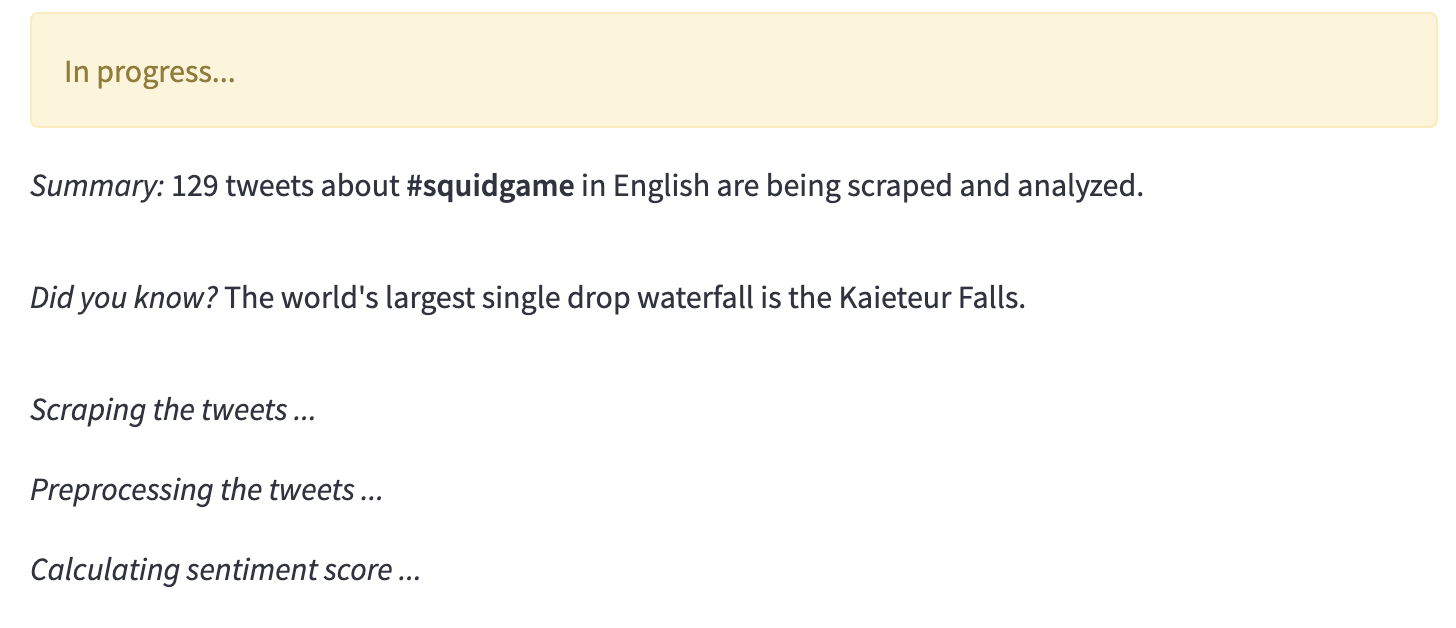 In progress...
Summary: 129 tweets about #squidgame in English are being scraped and analyzed.
Did you know? The world's largest single drop waterfall is the Kaieteur Falls.
Scraping the tweets ...
Preprocessing the tweets ...
Calculating sentiment score ...